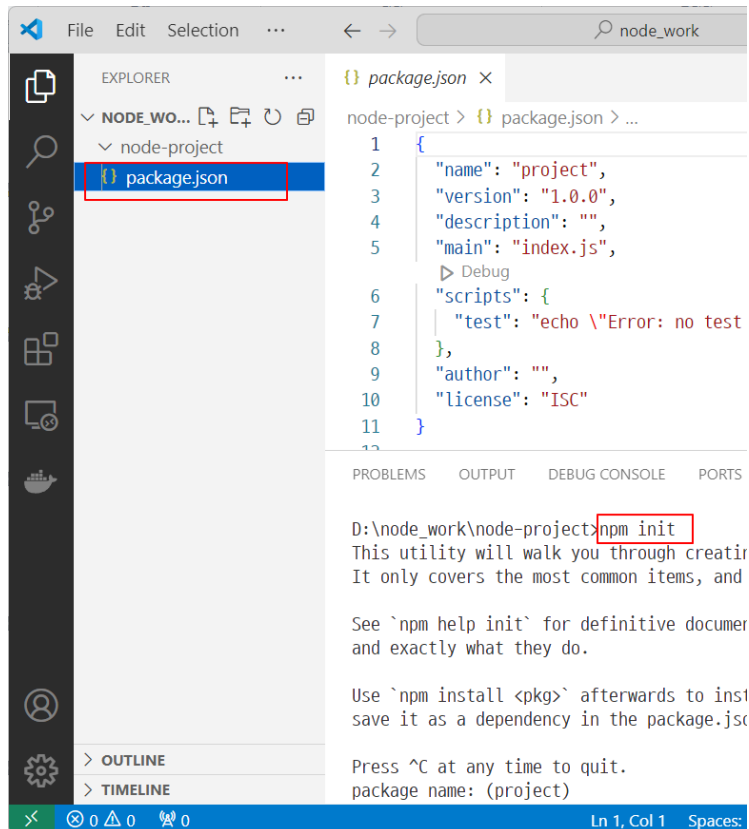 File Edit Selection ···
node_work
EXPLORER ···
NODE_WO...
node-project
{} package.json
{} package.json ×
node-project > {} package.json > ...
1 {
2 "name": "project",
3 "version": "1.0.0",
4 "description": "",
5 "main": "index.js",
Debug
6 "scripts": {
7 "test": "echo \"Error: no test
8 },
9 "author": "",
10 "license": "ISC"
11 }
PROBLEMS OUTPUT DEBUG CONSOLE PORTS
D:\node_work\node-project>npm init
This utility will walk you through
It only covers the most common items, and
See `npm help init` for definitive
and exactly what they do.
Use `npm install <pkg>` afterwards to
save it as a dependency in the
Press ^C at any time to quit.
package name: (project)
OUTLINE
TIMELINE
0 0 0
Ln 1, Col 1 Spaces: